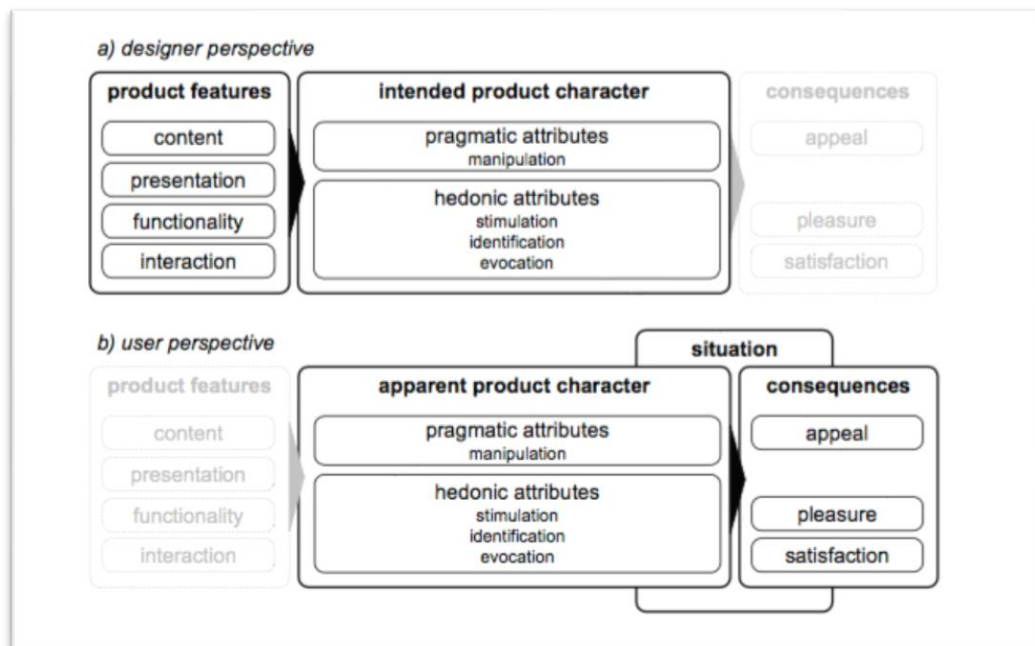 a) designer perspective
product features
content
presentation
functionality
interaction
intended product character
pragmatic attributes
manipulation
hedonic attributes
stimulation
identification
evocation
consequences
appeal
pleasure
satisfaction
b) user perspective
situation
product features
content
presentation
functionality
interaction
apparent product character
pragmatic attributes
manipulation
hedonic attributes
stimulation
identification
evocation
consequences
appeal
pleasure
satisfaction